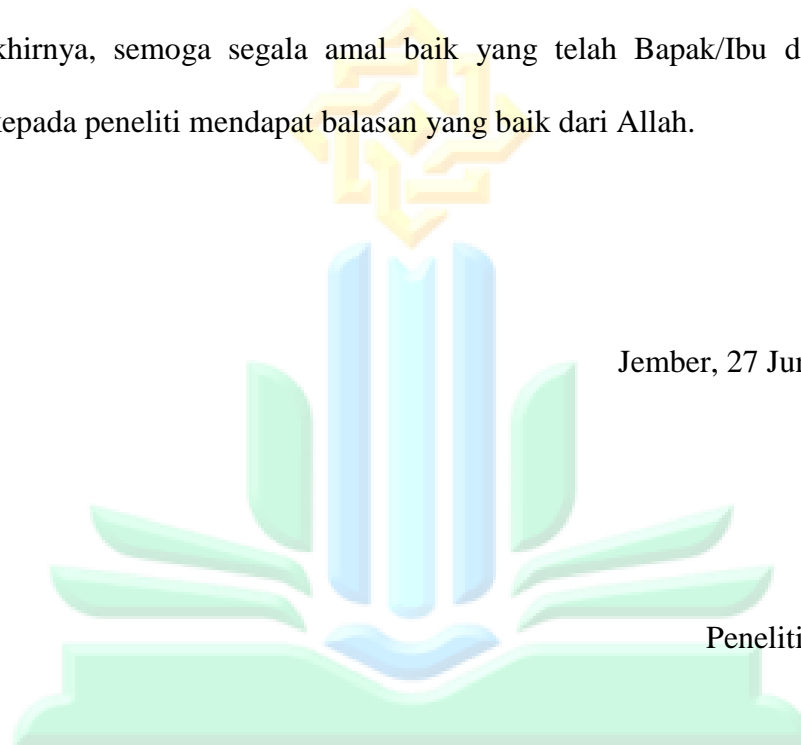 khirnya, semoga segala amal baik yang telah Bapak/Ibu d
kepada peneliti mendapat balasan yang baik dari Allah.
Jember, 27 Ju
Peneliti